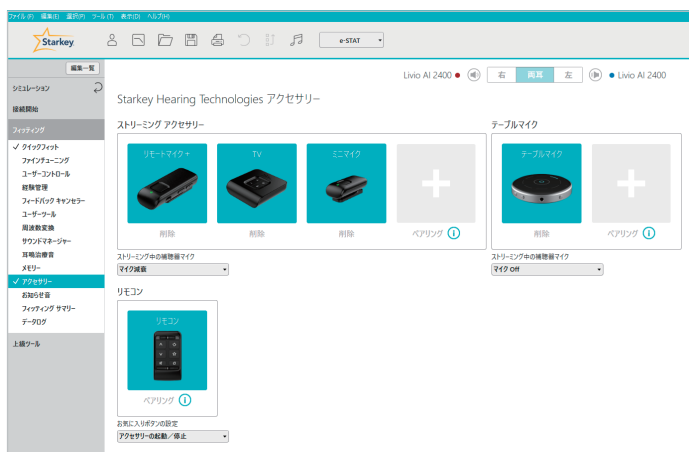 ファイル(F) 編集(E) 選択(P) ツール(T) 表示(D) ヘルプ(H)
Starkey
e-STAT
編集一覧
シミュレーション
接続開始
フィッティング
クイックフィット
ファインチューニング
ユーザーコントロール
経験管理
フィードバック キャンセラー
ユーザーツール
周波数変換
サウンドマネージャー
耳鳴治療音
メモリー
アクセサリー
お知らせ音
フィッティング サマリー
データログ
上級ツール
Livio AI 2400 右 両耳 左 Livio AI 2400
Starkey Hearing Technologies アクセサリー
ストリーミング アクセサリー
リモートマイク + TV ミニマイク
削除 削除 削除 ペアリング
ストリーミング中の補聴器マイク
マイク減衰
テーブルマイク
テーブルマイク
削除 ペアリング
ストリーミング中の補聴器マイク
マイク Off
リモコン
リモコン
ペアリング
お気に入りボタンの設定
アクセサリーの起動／停止